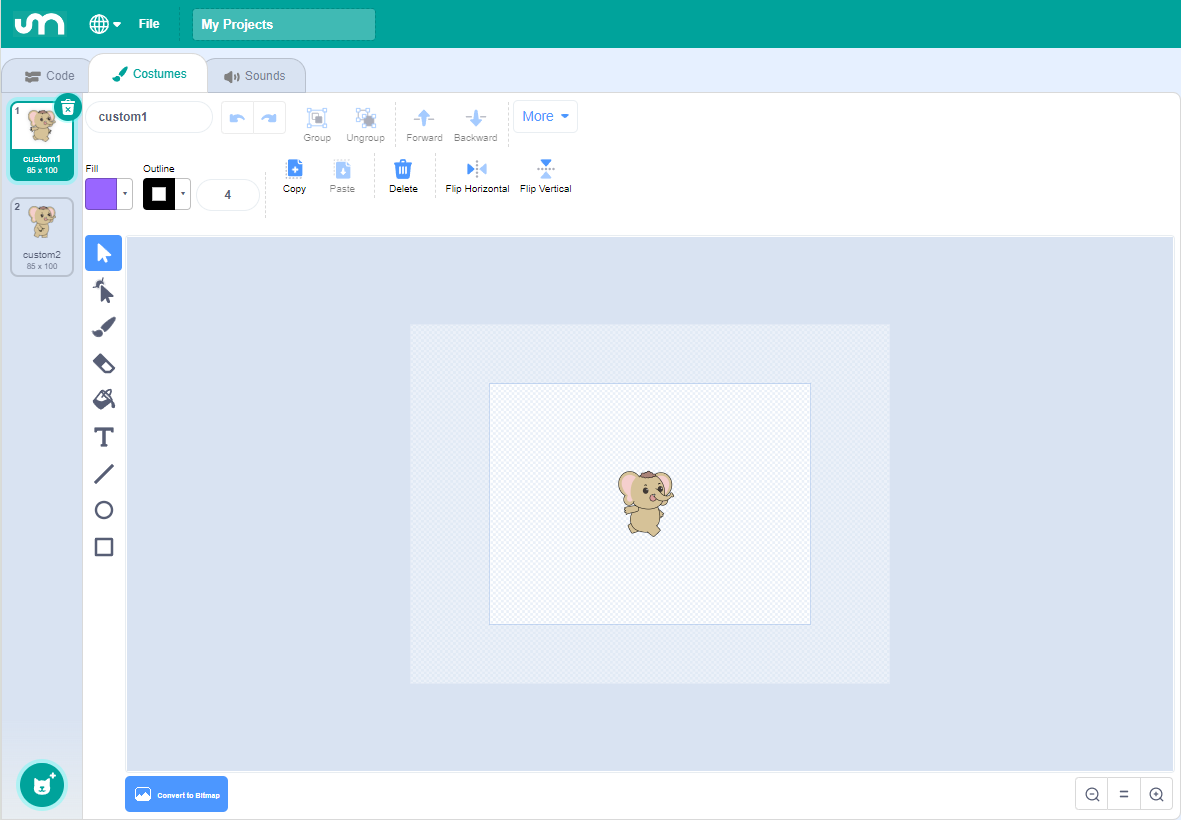 um
File
My Projects
Code
Costumes
Sounds
1
custom1
85 x 100
2
custom2
85 x 100
custom1
Group
Ungroup
Forward
Backward
More
Fill
Outline
4
Copy
Paste
Delete
Flip Horizontal
Flip Vertical
T
Convert to Bitmap